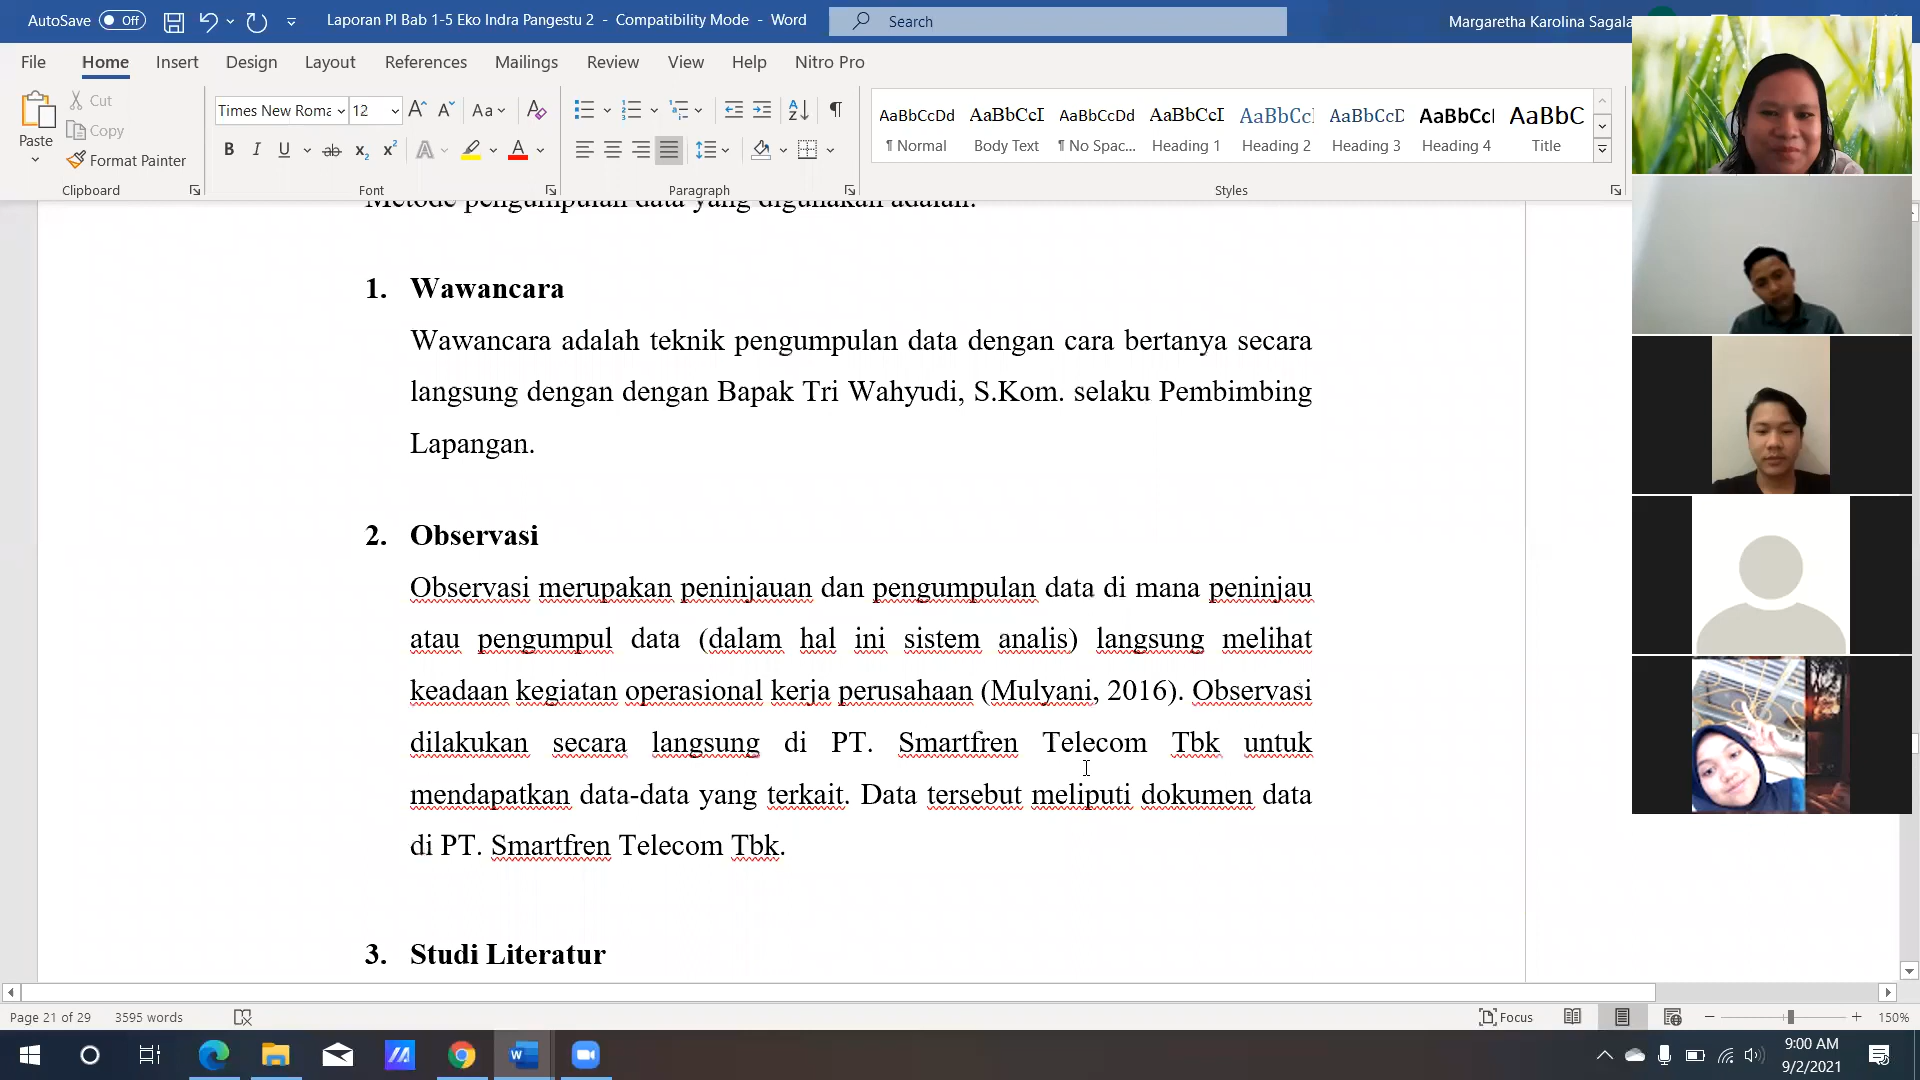 AutoSave Off Laporan PI Bab 1-5 Eko Indra Pangestu 2 - Compatibility Mode - Word Search Margaretha Karolina Sagala
File Home Insert Design Layout References Mailings Review View Help Nitro Pro
Paste Cut Copy Format Painter
Times New Roma 12
AaBbCcDd AaBbCcI AaBbCcDd AaBbCcI AaBbCc AaBbCcD AaBbCcI AaBbC
¶ Normal Body Text ¶ No Spac... Heading 1 Heading 2 Heading 3 Heading 4 Title
Clipboard Font Paragraph Styles
Metode pengumpulan data yang digunakan adalah:
1. Wawancara
Wawancara adalah teknik pengumpulan data dengan cara bertanya secara
langsung dengan dengan Bapak Tri Wahyudi, S.Kom. selaku Pembimbing
Lapangan.
2. Observasi
Observasi merupakan peninjauan dan pengumpulan data di mana peninjau
atau pengumpul data (dalam hal ini sistem analis) langsung melihat
keadaan kegiatan operasional kerja perusahaan (Mulyani, 2016). Observasi
dilakukan secara langsung di PT. Smartfren Telecom Tbk untuk
mendapatkan data-data yang terkait. Data tersebut meliputi dokumen data
di PT. Smartfren Telecom Tbk.
3. Studi Literatur
Page 21 of 29 3595 words Focus 150%
9:00 AM
9/2/2021